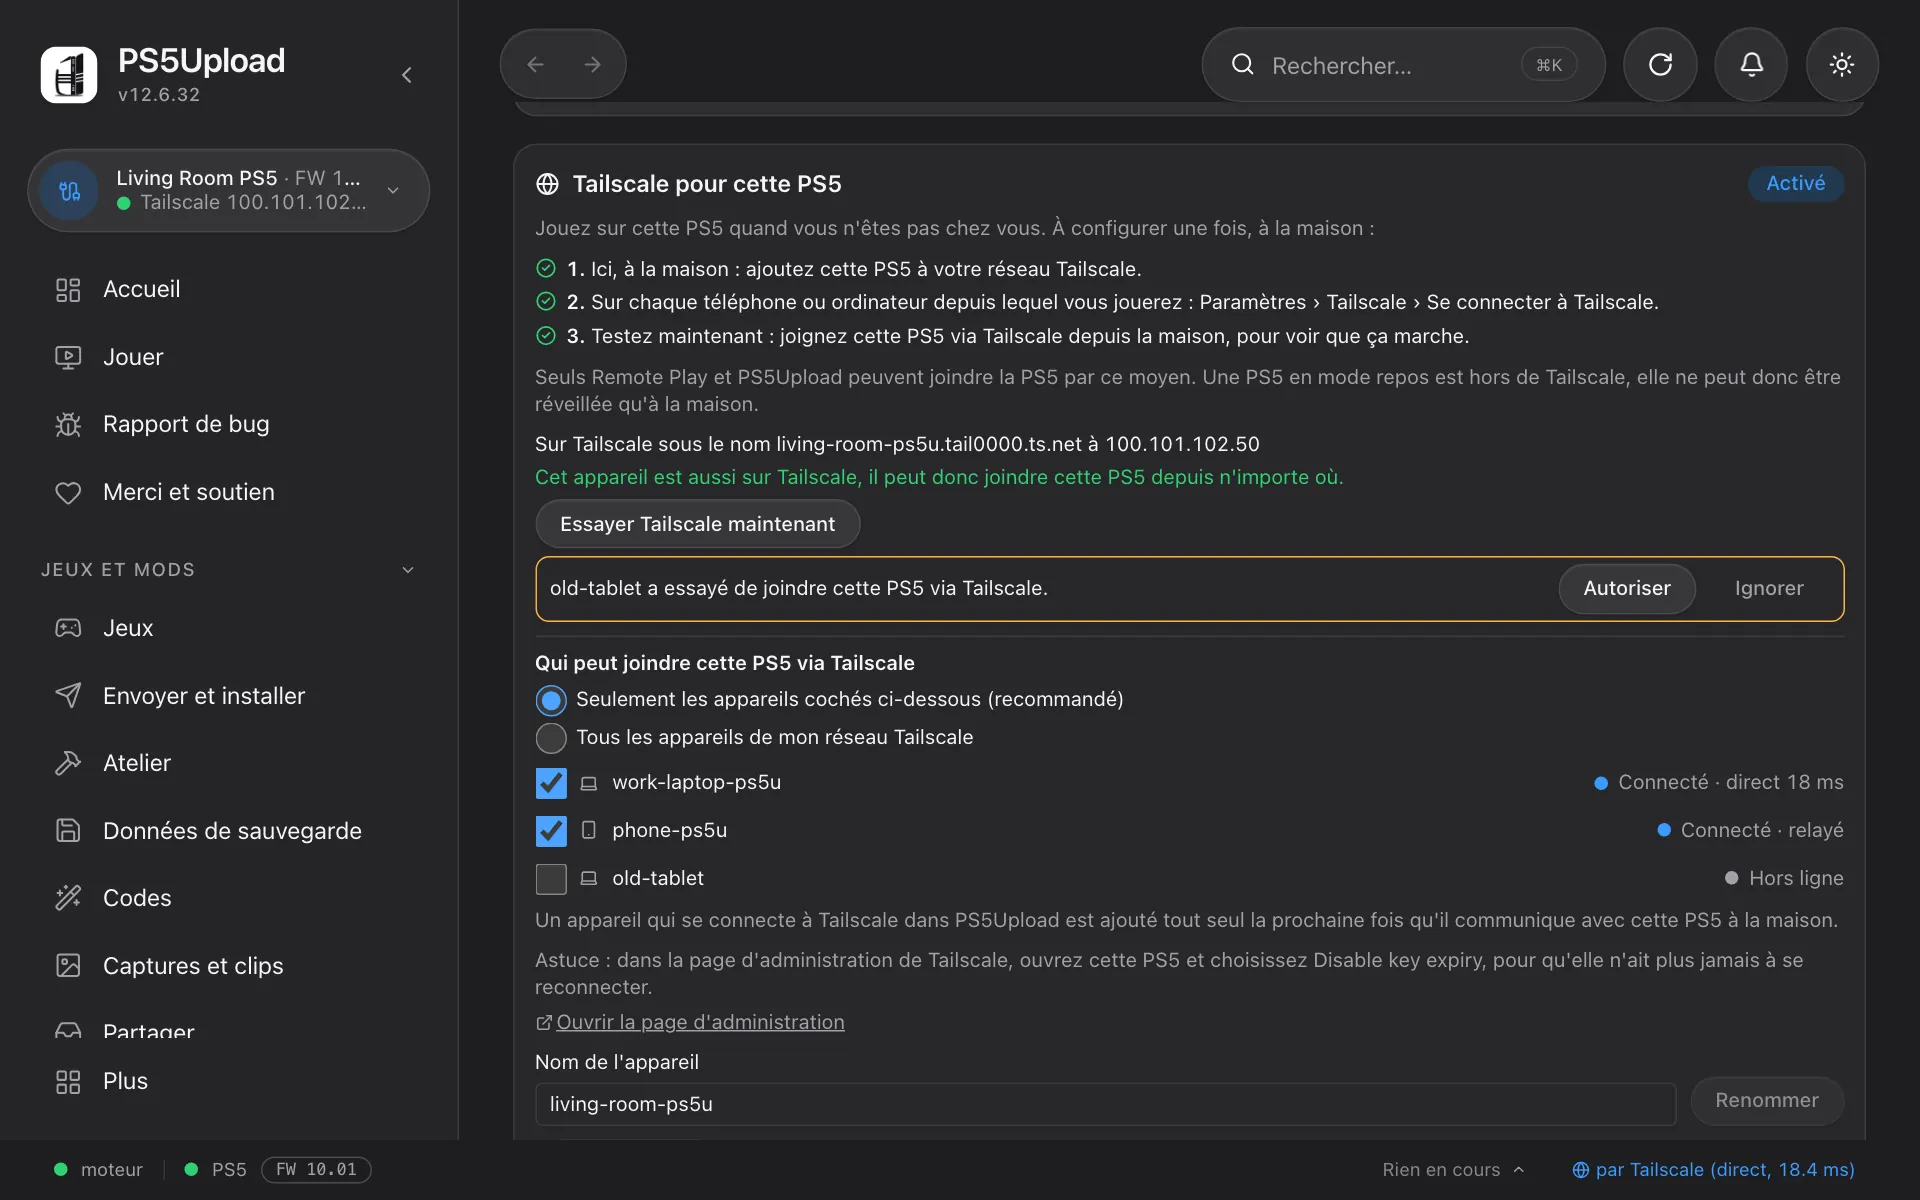 PS5Upload
v12.6.32
Rechercher...
⌘K
Living Room PS5 · FW 1...
Tailscale 100.101.102...
Accueil
Jouer
Rapport de bug
Merci et soutien
JEUX ET MODS
Jeux
Envoyer et installer
Atelier
Données de sauvegarde
Codes
Captures et clips
Partager
Plus
Tailscale pour cette PS5
Activé
Jouez sur cette PS5 quand vous n'êtes pas chez vous. À configurer une fois, à la maison :
1. Ici, à la maison : ajoutez cette PS5 à votre réseau Tailscale.
2. Sur chaque téléphone ou ordinateur depuis lequel vous jouerez : Paramètres › Tailscale › Se connecter à Tailscale.
3. Testez maintenant : joignez cette PS5 via Tailscale depuis la maison, pour voir que ça marche.
Seuls Remote Play et PS5Upload peuvent joindre la PS5 par ce moyen. Une PS5 en mode repos est hors de Tailscale, elle ne peut donc être
réveillée qu'à la maison.
Sur Tailscale sous le nom living-room-ps5u.tail0000.ts.net à 100.101.102.50
Cet appareil est aussi sur Tailscale, il peut donc joindre cette PS5 depuis n'importe où.
Essayer Tailscale maintenant
old-tablet a essayé de joindre cette PS5 via Tailscale.
Autoriser
Ignorer
Qui peut joindre cette PS5 via Tailscale
Seulement les appareils cochés ci-dessous (recommandé)
Tous les appareils de mon réseau Tailscale
work-laptop-ps5u
Connecté · direct 18 ms
phone-ps5u
Connecté · relayé
old-tablet
Hors ligne
Un appareil qui se connecte à Tailscale dans PS5Upload est ajouté tout seul la prochaine fois qu'il communique avec cette PS5 à la maison.
Astuce : dans la page d'administration de Tailscale, ouvrez cette PS5 et choisissez Disable key expiry, pour qu'elle n'ait plus jamais à se
reconnecter.
Ouvrir la page d'administration
Nom de l'appareil
living-room-ps5u
Renommer
moteur
PS5
FW 10.01
Rien en cours
par Tailscale (direct, 18.4 ms)